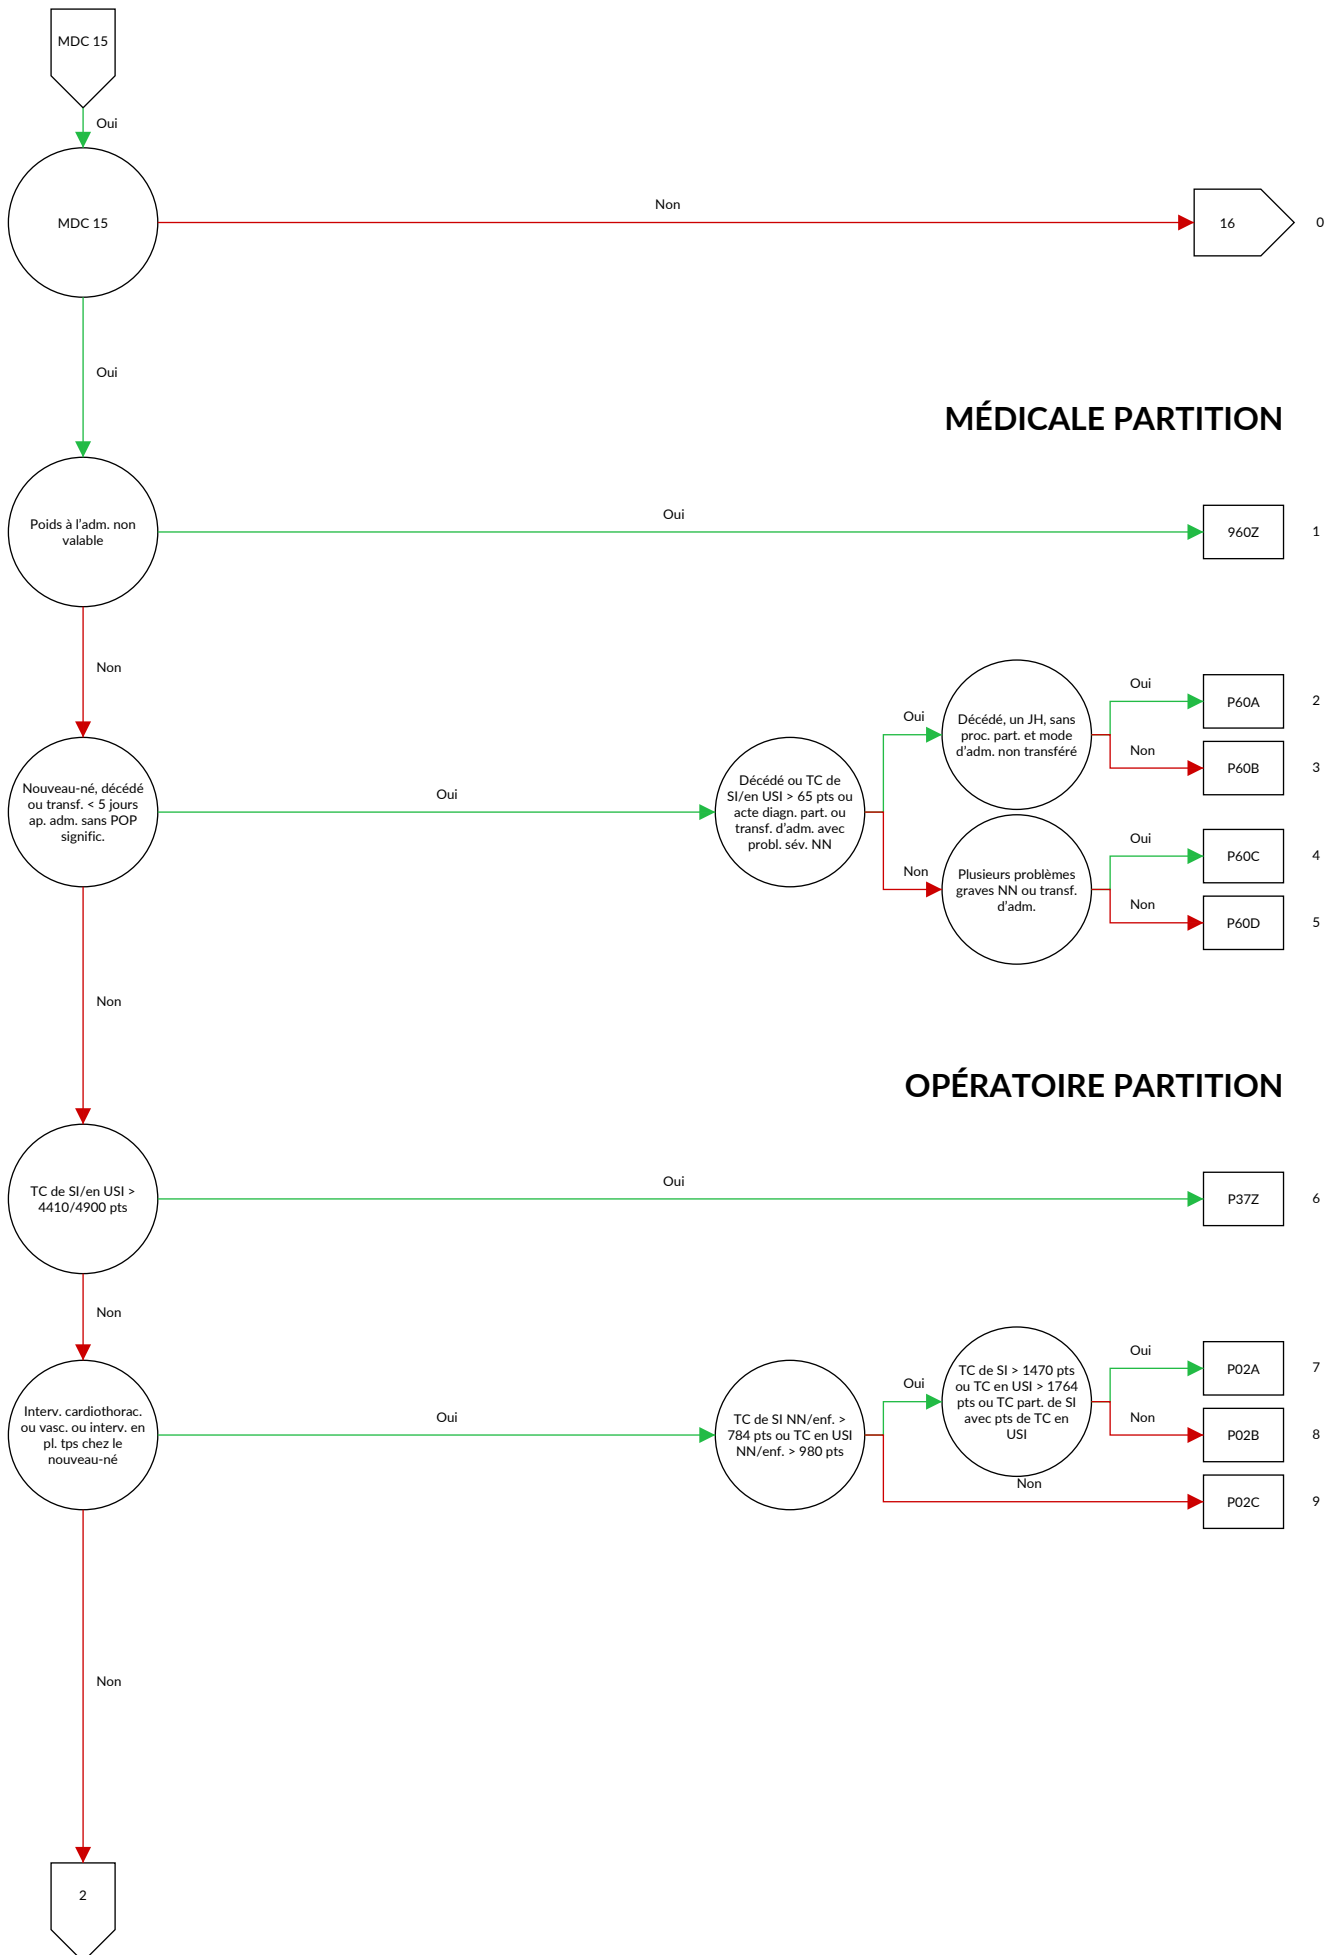 MDC 15
Oui
MDC 15
Non
16
0
Oui
MÉDICALE PARTITION
Poids à l'adm. non
valable
Oui
960Z
1
Non
Nouveau-né, décédé
ou transf. < 5 jours
ap. adm. sans POP
signific.
Oui
Décédé ou TC de
SI/en USI > 65 pts ou
acte diagn. part. ou
transf. d'adm. avec
probl. sév. NN
Oui
Décédé, un JH, sans
proc. part. et mode
d'adm. non transféré
Oui
P60A
2
Non
P60B
3
Non
Plusieurs problèmes
graves NN ou transf.
d'adm.
Oui
P60C
4
Non
P60D
5
Non
OPÉRATOIRE PARTITION
TC de SI/en USI >
4410/4900 pts
Oui
P37Z
6
Non
Interv. cardiothorac.
ou vasc. ou interv. en
pl. tps chez le
nouveau-né
Oui
TC de SI NN/enf. >
784 pts ou TC en USI
NN/enf. > 980 pts
Oui
TC de SI > 1470 pts
ou TC en USI > 1764
pts ou TC part. de SI
avec pts de TC en
USI
Oui
P02A
7
Non
P02B
8
Non
P02C
9
Non
2